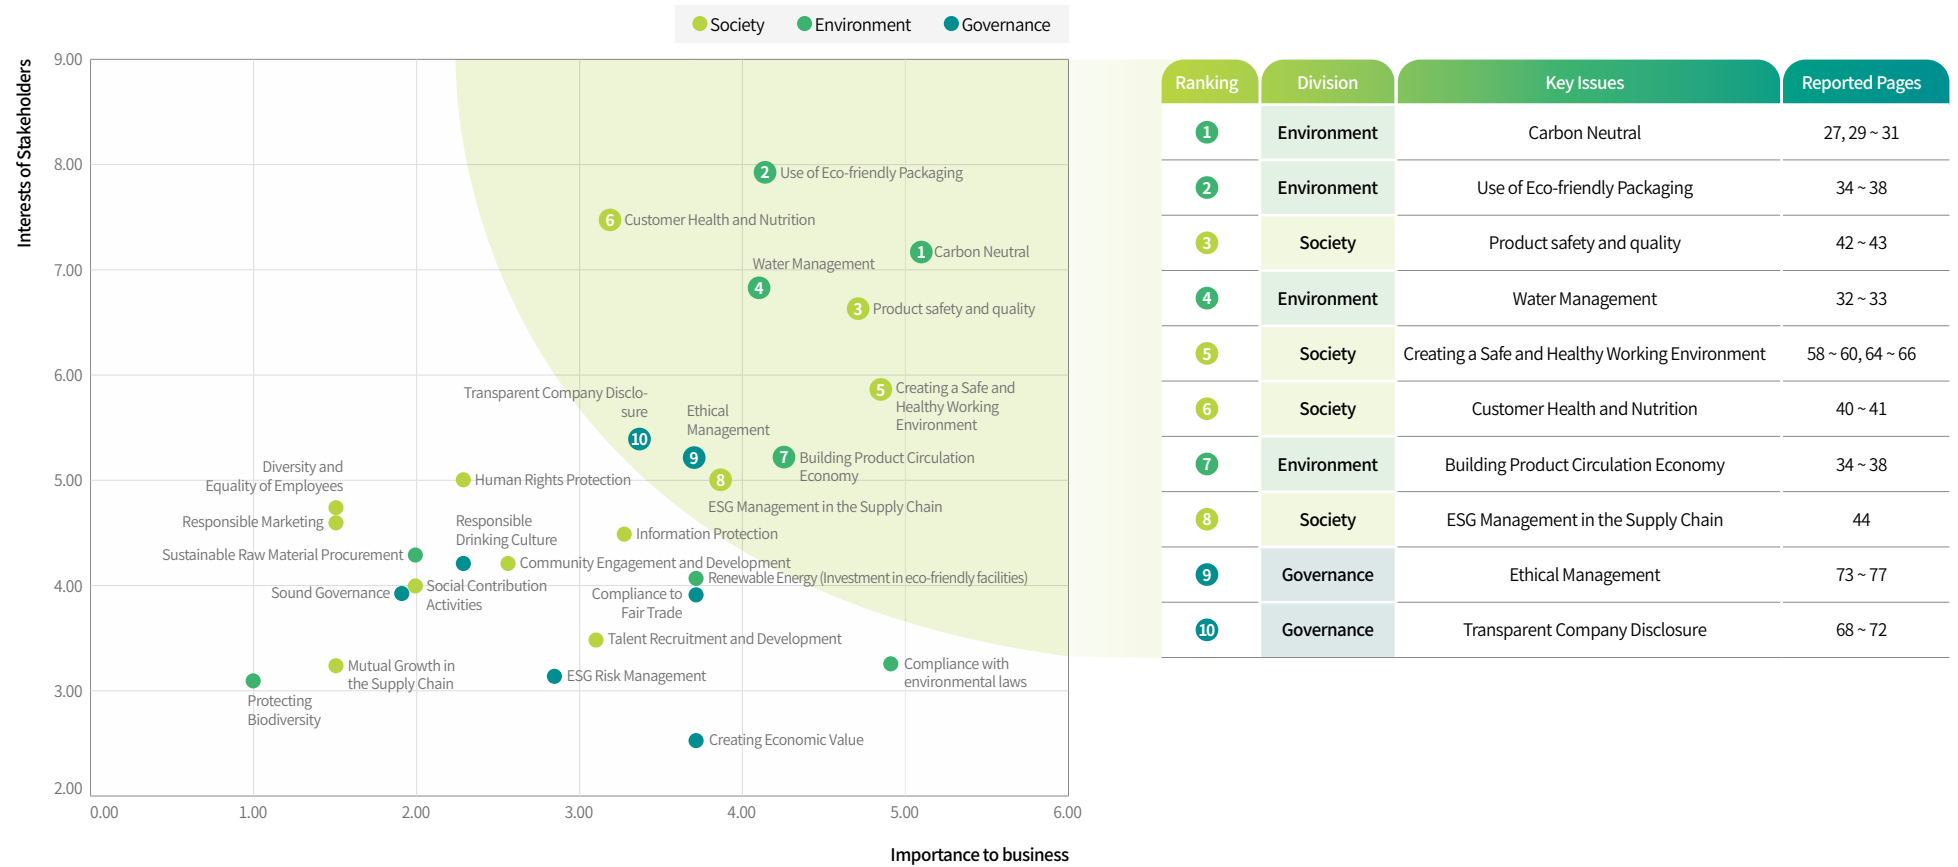 Society
Environment
Governance
Interests of Stakeholders
9.00
8.00
7.00
6.00
5.00
4.00
3.00
2.00
0.00
1.00
2.00
3.00
4.00
5.00
6.00
Importance to business
2
Use of Eco-friendly Packaging
6
Customer Health and Nutrition
1
Carbon Neutral
Water Management
4
3
Product safety and quality
5
Creating a Safe and
Healthy Working
Environment
Transparent Company Disclo-
sure
10
Ethical
Management
9
7
Building Product Circulation
Economy
8
ESG Management in the Supply Chain
Diversity and
Equality of Employees
Human Rights Protection
Responsible Marketing
Responsible
Drinking Culture
Information Protection
Sustainable Raw Material Procurement
Community Engagement and Development
Renewable Energy (Investment in eco-friendly facilities)
Sound Governance
Social Contribution
Activities
Compliance to
Fair Trade
Talent Recruitment and Development
Mutual Growth in
the Supply Chain
ESG Risk Management
Compliance with
environmental laws
Protecting
Biodiversity
Creating Economic Value
Ranking Division Key Issues Reported Pages
1 Environment Carbon Neutral 27, 29 ~ 31
2 Environment Use of Eco-friendly Packaging 34 ~ 38
3 Society Product safety and quality 42 ~ 43
4 Environment Water Management 32 ~ 33
5 Society Creating a Safe and Healthy Working Environment 58 ~ 60, 64 ~ 66
6 Society Customer Health and Nutrition 40 ~ 41
7 Environment Building Product Circulation Economy 34 ~ 38
8 Society ESG Management in the Supply Chain 44
9 Governance Ethical Management 73 ~ 77
10 Governance Transparent Company Disclosure 68 ~ 72